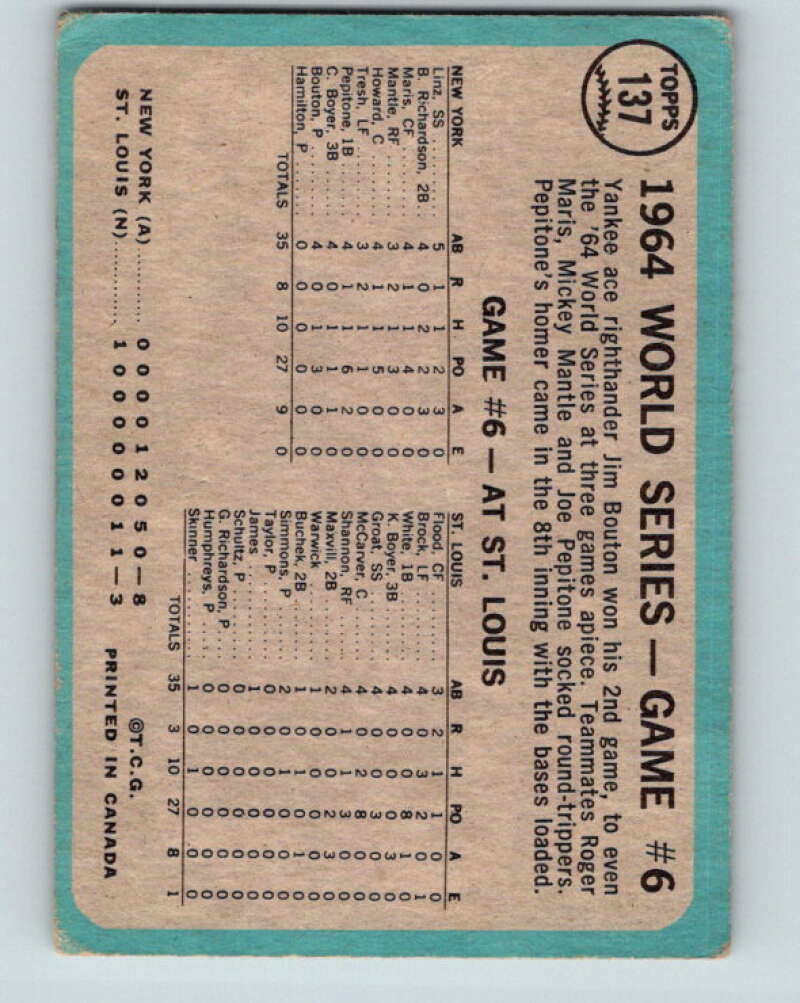 TOPPS
137
1964 WORLD SERIES — GAME #6
Yankee ace righthander Jim Bouton won his 2nd game, to even
the '64 World Series at three games apiece. Teammates Roger
Maris, Mickey Mantle and Joe Pepitone socked round-trippers.
Pepitone's homer came in the 8th inning with the bases loaded.
GAME #6 — AT ST. LOUIS
NEW YORK AB R H PO A E
Linz, SS ........ 5 1 1 2 3 0
B. Richardson, 2B 4 0 2 2 3 0
Maris, CF ....... 4 1 1 4 0 0
Mantle, RF ...... 3 2 1 3 0 0
Howard, C ....... 4 1 1 5 0 0
Tresh, LF ....... 3 2 1 1 0 0
Pepitone, 1B .... 4 1 1 6 2 0
C. Boyer, 3B .... 4 0 1 1 1 0
Bouton, P ....... 4 0 1 3 0 0
Hamilton, P ..... 0 0 0 0 0 0
TOTALS 35 8 10 27 9 0
ST. LOUIS AB R H PO A E
Flood, CF ....... 3 2 1 1 0 0
Brock, LF ....... 4 0 3 2 0 1
White, 1B ....... 4 0 0 8 1 0
K. Boyer, 3B .... 4 0 0 0 3 0
Groat, SS ....... 4 0 0 3 0 0
McCarver, C ..... 4 0 2 8 0 0
Shannon, RF ..... 4 1 1 3 0 0
Maxvill, 2B ..... 2 0 0 2 3 0
Warwick ......... 1 0 0 0 0 0
Buchek, 2B ...... 1 0 1 0 1 0
Simmons, P ...... 2 0 1 0 0 0
Taylor, P ....... 0 0 0 0 0 0
James ........... 1 0 0 0 0 0
Schultz, P ...... 0 0 0 0 0 0
G. Richardson, P 0 0 0 0 0 0
Humphreys, P .... 0 0 0 0 0 0
Skinner ......... 1 0 1 0 0 0
TOTALS 35 3 10 27 8 1
NEW YORK (A) ........... 0 0 0 0 1 2 0 5 0 — 8
ST. LOUIS (N) ........... 1 0 0 0 0 0 0 1 1 — 3
©T.C.G.
PRINTED IN CANADA